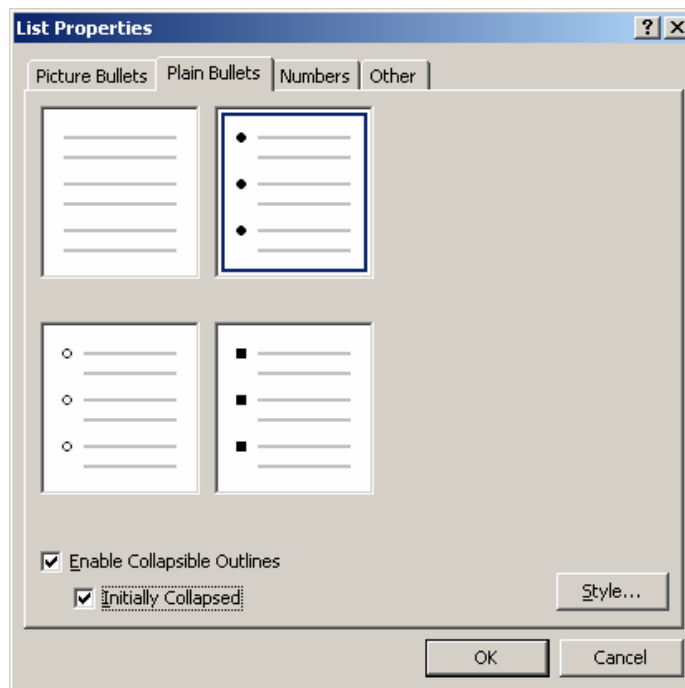 List Properties
Picture Bullets Plain Bullets Numbers Other
Enable Collapsible Outlines
Initially Collapsed
Style...
OK Cancel